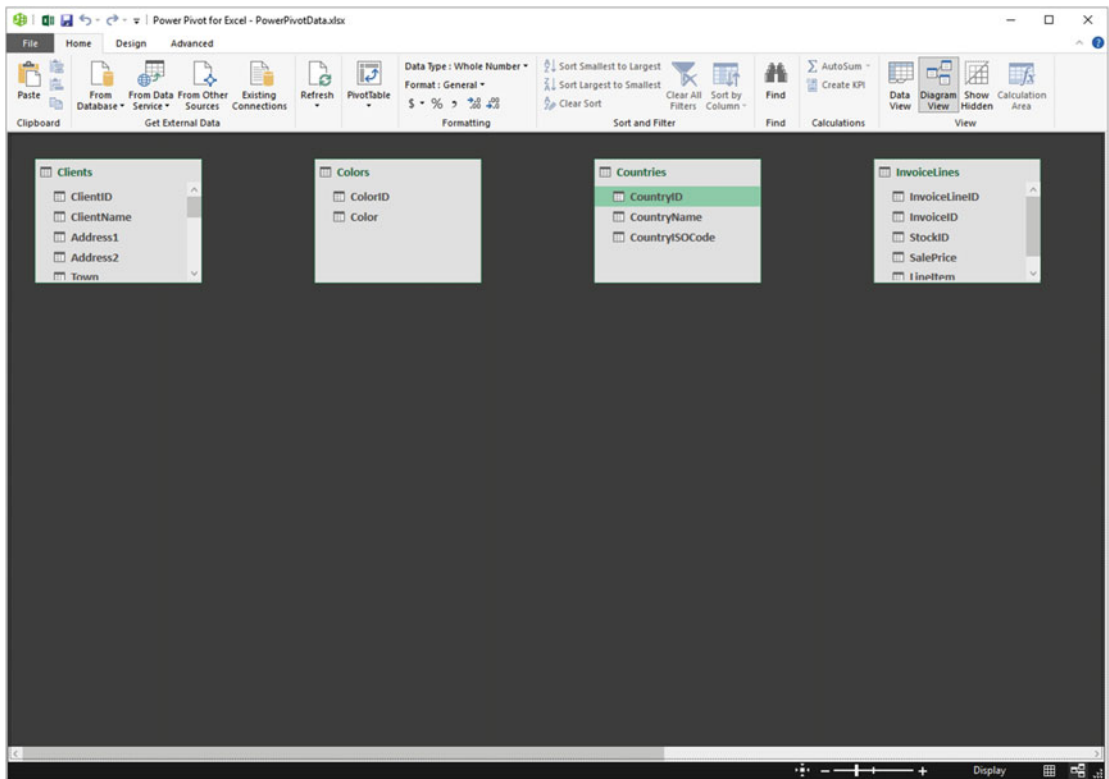 Power Pivot for Excel - PowerPivotData.xlsx
File Home Design Advanced
Paste
From Database
From Data Service
From Other Sources
Existing Connections
Refresh
PivotTable
Data Type : Whole Number
Format : General
$ % ,
Sort Smallest to Largest
Sort Largest to Smallest
Clear Sort
Clear All Filters
Sort by Column
Find
AutoSum
Create KPI
Data View
Diagram View
Show Hidden
Calculation Area
Clipboard Get External Data Formatting Sort and Filter Find Calculations View
Clients
ClientID
ClientName
Address1
Address2
Town
Colors
ColorID
Color
Countries
CountryID
CountryName
CountryISOCode
InvoiceLines
InvoiceLineID
InvoiceID
StockID
SalePrice
LineItem
Display